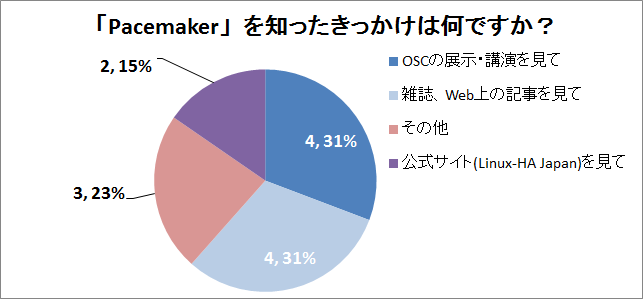 「Pacemaker」を知ったきっかけは何ですか？
2, 15%
4, 31%
3, 23%
4, 31%
OSCの展示・講演を見て
雑誌、Web上の記事を見て
その他
公式サイト(Linux-HA Japan)を見て